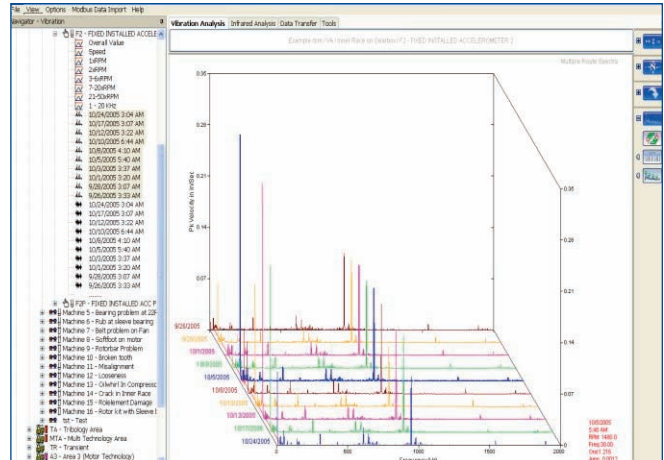 File View Options Modbus Data Import Help
Navigator - Vibration
Vibration Analysis Infrared Analysis Data Transfer Tools
F2 - FIXED INSTALLED ACCELE
Overall Value
Speed
1xRPM
2xRPM
3-6xRPM
7-20xRPM
21-50xRPM
1 - 20 KHz
10/24/2005 3:04 AM
10/17/2005 3:07 AM
10/12/2005 3:22 AM
10/10/2005 6:44 AM
10/8/2005 4:10 AM
10/5/2005 5:40 AM
10/3/2005 3:37 AM
10/1/2005 3:20 AM
9/28/2005 3:07 AM
9/26/2005 3:33 AM
10/24/2005 3:04 AM
10/17/2005 3:07 AM
10/12/2005 3:22 AM
10/10/2005 6:44 AM
10/8/2005 4:10 AM
10/5/2005 5:40 AM
10/3/2005 3:37 AM
10/1/2005 3:20 AM
9/28/2005 3:07 AM
9/26/2005 3:33 AM
F2P - FIXED INSTALLED ACC P
Machine 5 - Bearing problem at 22F
Machine 6 - Rub at sleeve bearing
Machine 7 - Belt problem on Fan
Machine 8 - Softfoot on motor
Machine 9 - Rotorbar Problem
Machine 10 - Broken tooth
Machine 11 - Misalignment
Machine 12 - Looseness
Machine 13 - Oilwhirl In Compress
Machine 14 - Crack in Inner Race
Machine 15 - Rolelement Damage
Machine 16 - Rotor kit with Sleeve
txt - Test
TA - Tribology Area
MTA - Multi Technology Area
TR - Transient
A3 - Area 3 (Motor Technology)
Inner Race on Gearbox\F2 - FIXED INSTALLED ACCELEROMETER 2
Multiple Route Spectra
Pk Velocity in In/Sec
0.35
0.28
0.21
0.14
0.07
0.35
0.28
0.21
0.14
0.07
0
9/26/2005
9/28/2005
10/1/2005
10/5/2005
10/12/2005
10/17/2005
10/24/2005
0
500
1000
1500
2000
10/5/2005
5:40 AM